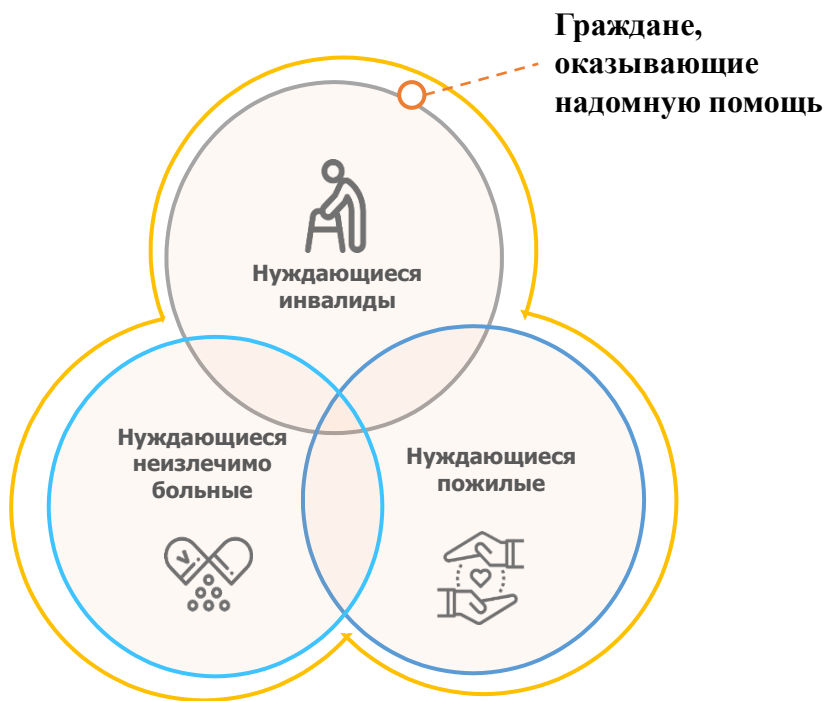 Граждане,
оказывающие
надомную помощь
Нуждающиеся
инвалиды
Нуждающиеся
неизлечимо
больные
Нуждающиеся
пожилые